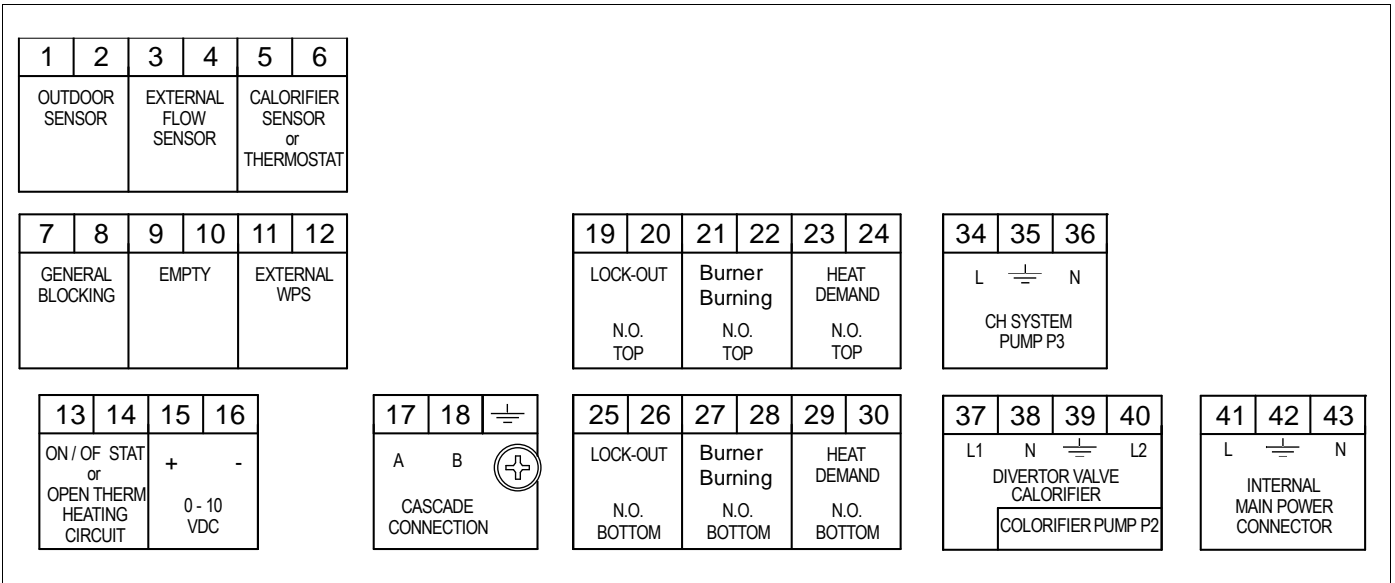 1 2 3 4 5 6
OUTDOOR
SENSOR
EXTERNAL
FLOW
SENSOR
CALORIFIER
SENSOR
or
THERMOSTAT
7 8 9 10 11 12
GENERAL
BLOCKING
EMPTY
EXTERNAL
WPS
19 20 21 22 23 24
LOCK-OUT
N.O.
TOP
Burner
Burning
N.O.
TOP
HEAT
DEMAND
N.O.
TOP
34 35 36
L N
CH SYSTEM
PUMP P3
13 14 15 16
ON / OF STAT
or
OPEN THERM
HEATING
CIRCUIT
+ -
0 - 10
VDC
17 18
A B
CASCADE
CONNECTION
25 26 27 28 29 30
LOCK-OUT
N.O.
BOTTOM
Burner
Burning
N.O.
BOTTOM
HEAT
DEMAND
N.O.
BOTTOM
37 38 39 40
L1 N L2
DIVERTOR VALVE
CALORIFIER
COLORIFIER PUMP P2
41 42 43
L N
INTERNAL
MAIN POWER
CONNECTOR